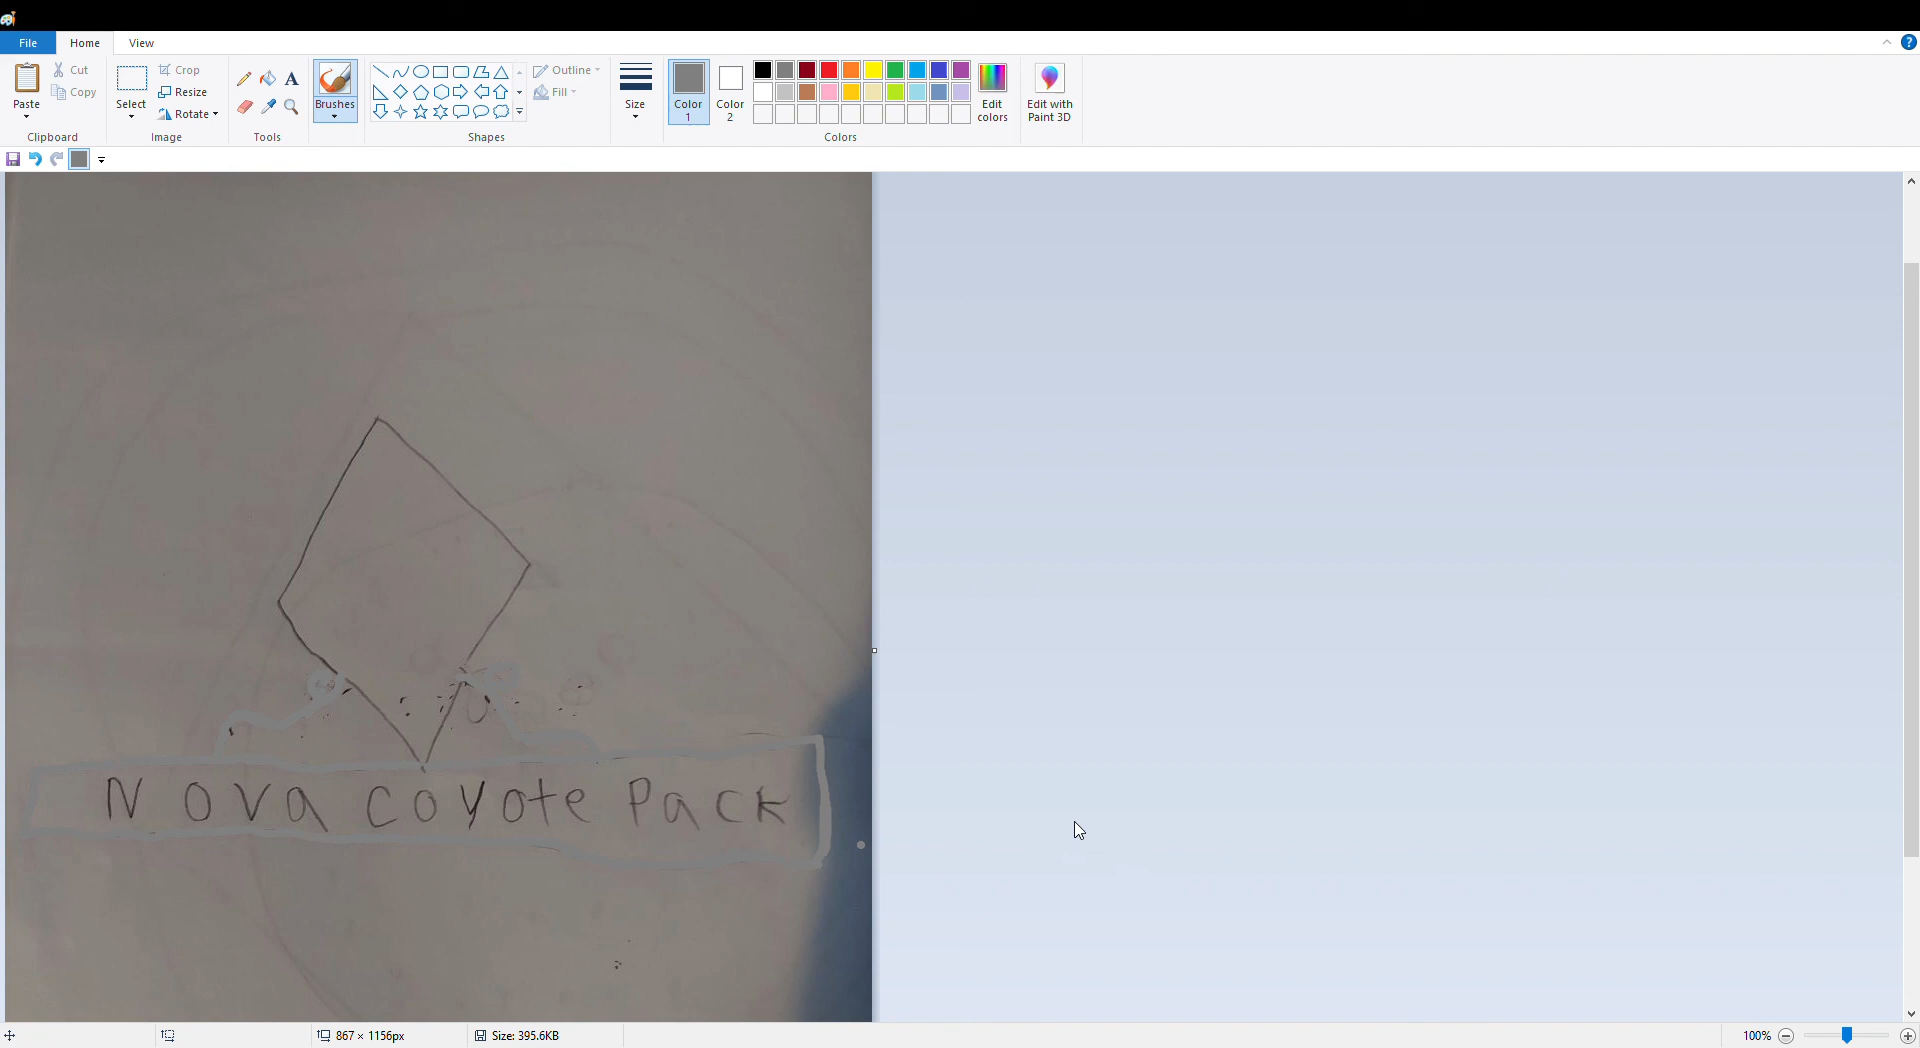 File Home View
Paste Cut Copy Select Crop Resize Rotate Brushes Outline Fill Size Color 1 Color 2 Edit colors Edit with Paint 3D
Clipboard Image Tools Shapes Colors
Nova Coyote Pack
867 × 1156px Size: 395.6KB 100%